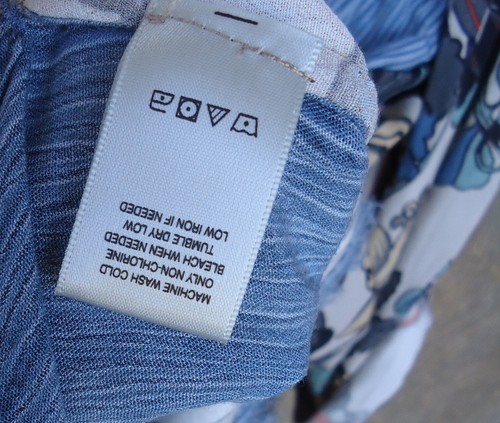 MACHINE WASH COLD
ONLY NON-CHLORINE
BLEACH WHEN NEEDED
TUMBLE DRY LOW
LOW IRON IF NEEDED